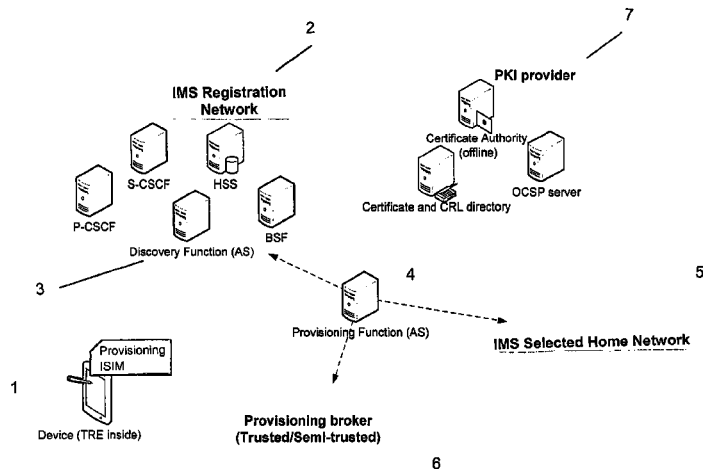 2
7
PKI provider
IMS Registration
Network
Certificate Authority
(offline)
S-CSCF
HSS
OCSP server
Certificate and CRL directory
P-CSCF
BSF
Discovery Function (AS)
3
4
5
Provisioning Function (AS)
IMS Selected Home Network
Provisioning
ISIM
1
Device (TRE inside)
Provisioning broker
(Trusted/Semi-trusted)
6